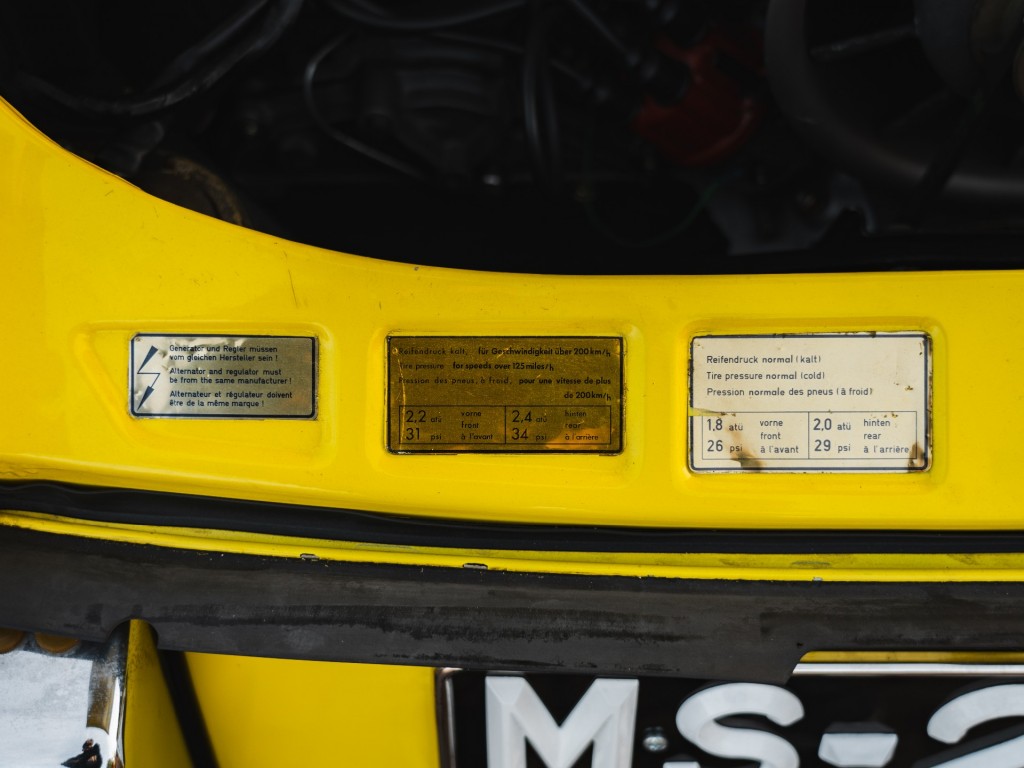 Generator und Regler müssen
vom gleichen Hersteller sein !
Alternator and regulator must
be from the same manufacturer !
Alternateur et régulateur doivent
être de la même marque !
Reifendruck kalt, für Geschwindigkeit über 200 km/h
Tire pressure for speeds over 125 miles/h
Pression des pneus, à froid, pour une vitesse de plus
de 200 km/h
2,2 atü vorne 2,4 atü hinten
31 psi front 34 psi rear
à l'avant à l'arrière
Reifendruck normal (kalt)
Tire pressure normal (cold)
Pression normale des pneus (à froid)
1,8 atü vorne 2,0 atü hinten
26 psi front 29 psi rear
à l'avant à l'arrière
MS-2